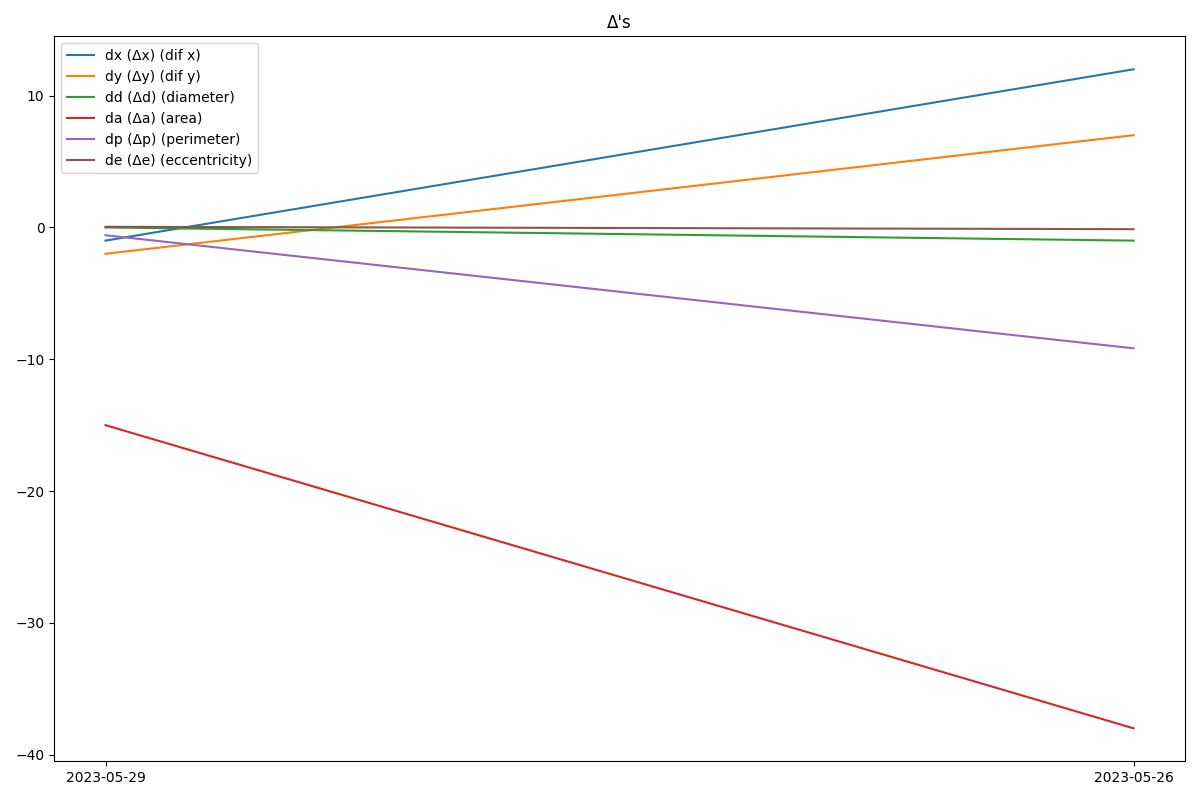 Δ's
dx (Δx) (dif x)
dy (Δy) (dif y)
dd (Δd) (diameter)
da (Δa) (area)
dp (Δp) (perimeter)
de (Δe) (eccentricity)
10
0
−10
−20
−30
−40
2023-05-29
2023-05-26